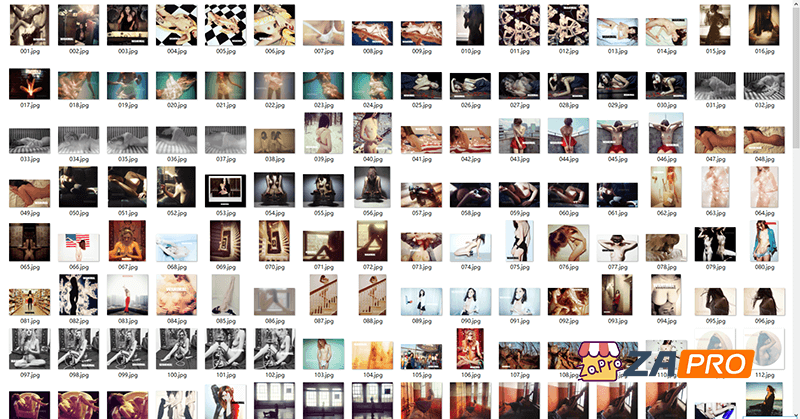 001.jpg 002.jpg 003.jpg 004.jpg 005.jpg 006.jpg 007.jpg 008.jpg 009.jpg 010.jpg 011.jpg 012.jpg 013.jpg 014.jpg 015.jpg 016.jpg
017.jpg 018.jpg 019.jpg 020.jpg 021.jpg 022.jpg 023.jpg 024.jpg 025.jpg 026.jpg 027.jpg 028.jpg 029.jpg 030.jpg 031.jpg 032.jpg
033.jpg 034.jpg 035.jpg 036.jpg 037.jpg 038.jpg 039.jpg 040.jpg 041.jpg 042.jpg 043.jpg 044.jpg 045.jpg 046.jpg 047.jpg 048.jpg
049.jpg 050.jpg 051.jpg 052.jpg 053.jpg 054.jpg 055.jpg 056.jpg 057.jpg 058.jpg 059.jpg 060.jpg 061.jpg 062.jpg 063.jpg 064.jpg
065.jpg 066.jpg 067.jpg 068.jpg 069.jpg 070.jpg 071.jpg 072.jpg 073.jpg 074.jpg 075.jpg 076.jpg 077.jpg 078.jpg 079.jpg 080.jpg
081.jpg 082.jpg 083.jpg 084.jpg 085.jpg 086.jpg 087.jpg 088.jpg 089.jpg 090.jpg 091.jpg 092.jpg 093.jpg 094.jpg 095.jpg 096.jpg
097.jpg 098.jpg 099.jpg 100.jpg 101.jpg 102.jpg 103.jpg 104.jpg 105.jpg 106.jpg 107.jpg 108.jpg 110.jpg 112.jpg
a.Pro
ZAPRO